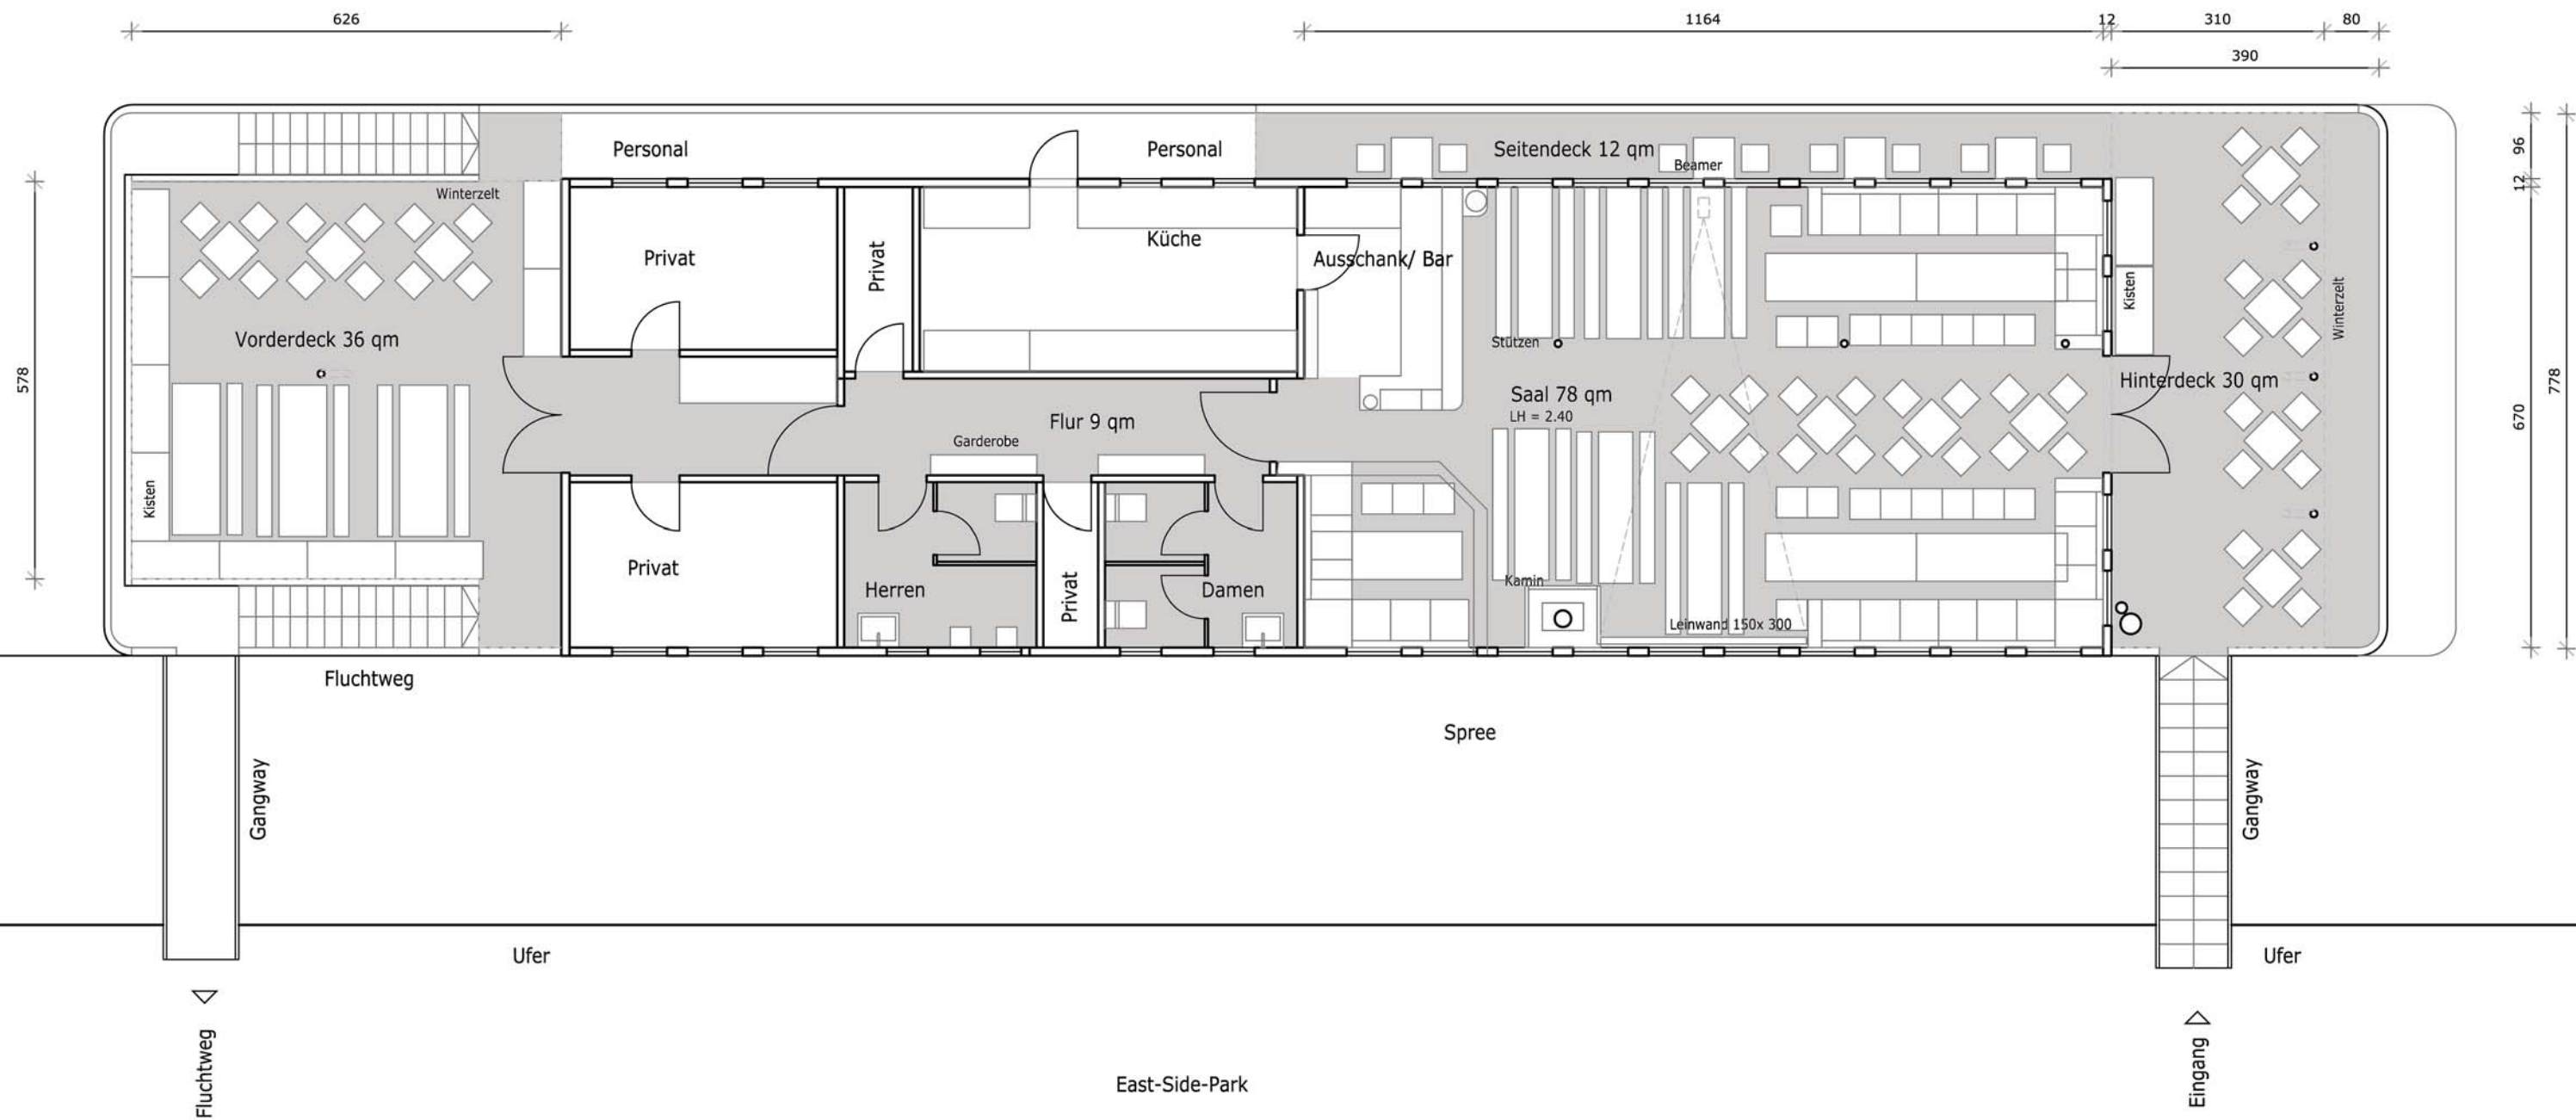 626
1164
12
310
80
390
Personal
Personal
Seitendeck 12 qm
Beamer
96
12
Winterzelt
Privat
Privat
Küche
Ausschank/ Bar
Kisten
Winterzelt
Vorderdeck 36 qm
Stützen
578
Hinterdeck 30 qm
778
Saal 78 qm
LH = 2.40
670
Flur 9 qm
Garderobe
Kisten
Privat
Herren
Privat
Damen
Kamin
Leinwand 150x 300
Fluchtweg
Spree
Gangway
Gangway
Ufer
Ufer
Fluchtweg
East-Side-Park
Eingang